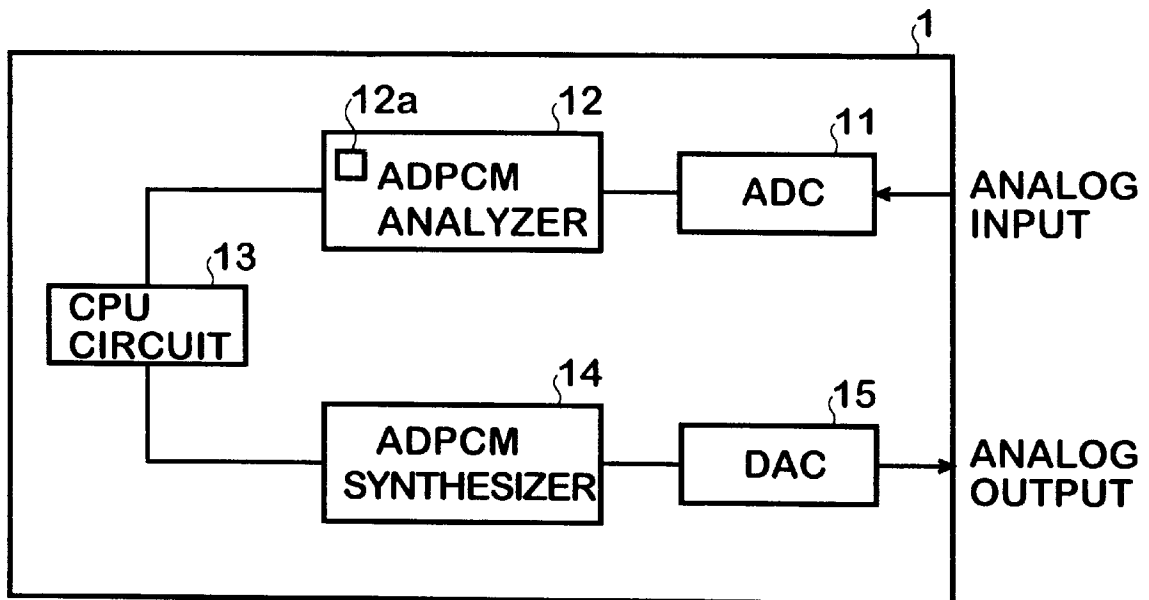 1
12a
12
11
ADPCM
ANALYZER
ADC
ANALOG
INPUT
13
CPU
CIRCUIT
14
15
ADPCM
SYNTHESIZER
DAC
ANALOG
OUTPUT